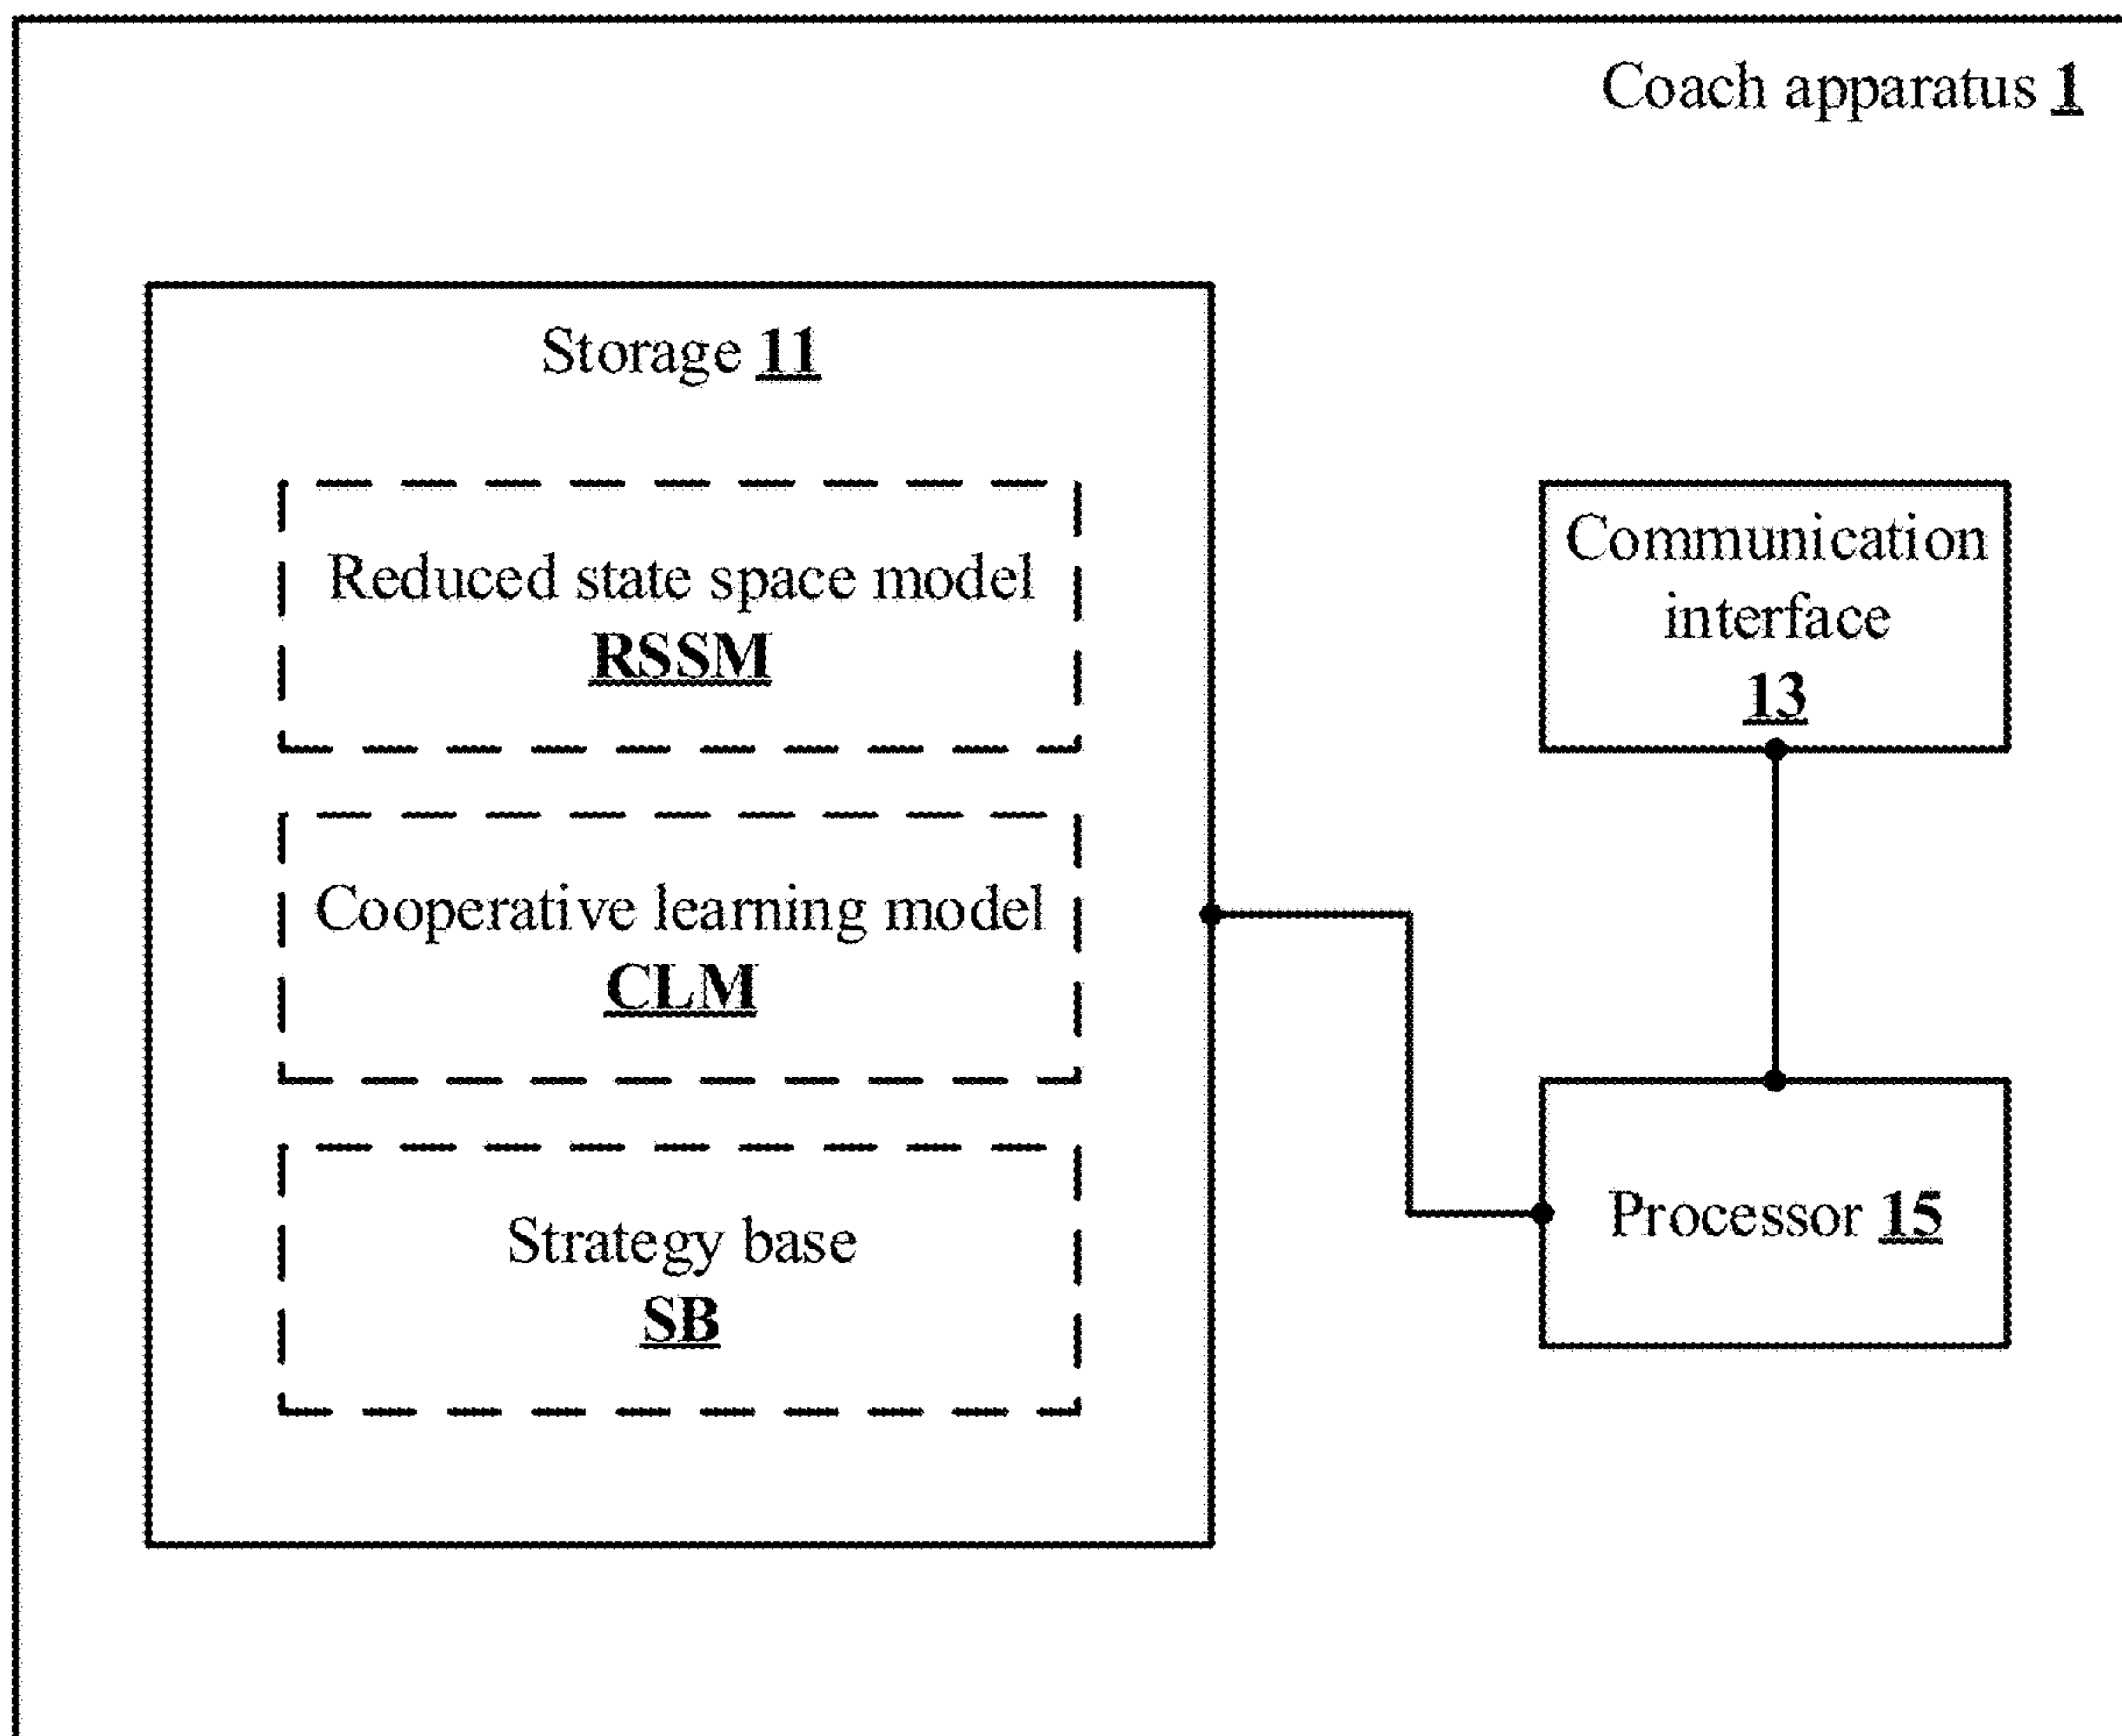 Coach apparatus 1
Storage 11
Reduced state space model
RSSM
Cooperative learning model
CLM
Strategy base
SB
Communication
interface
13
Processor 15